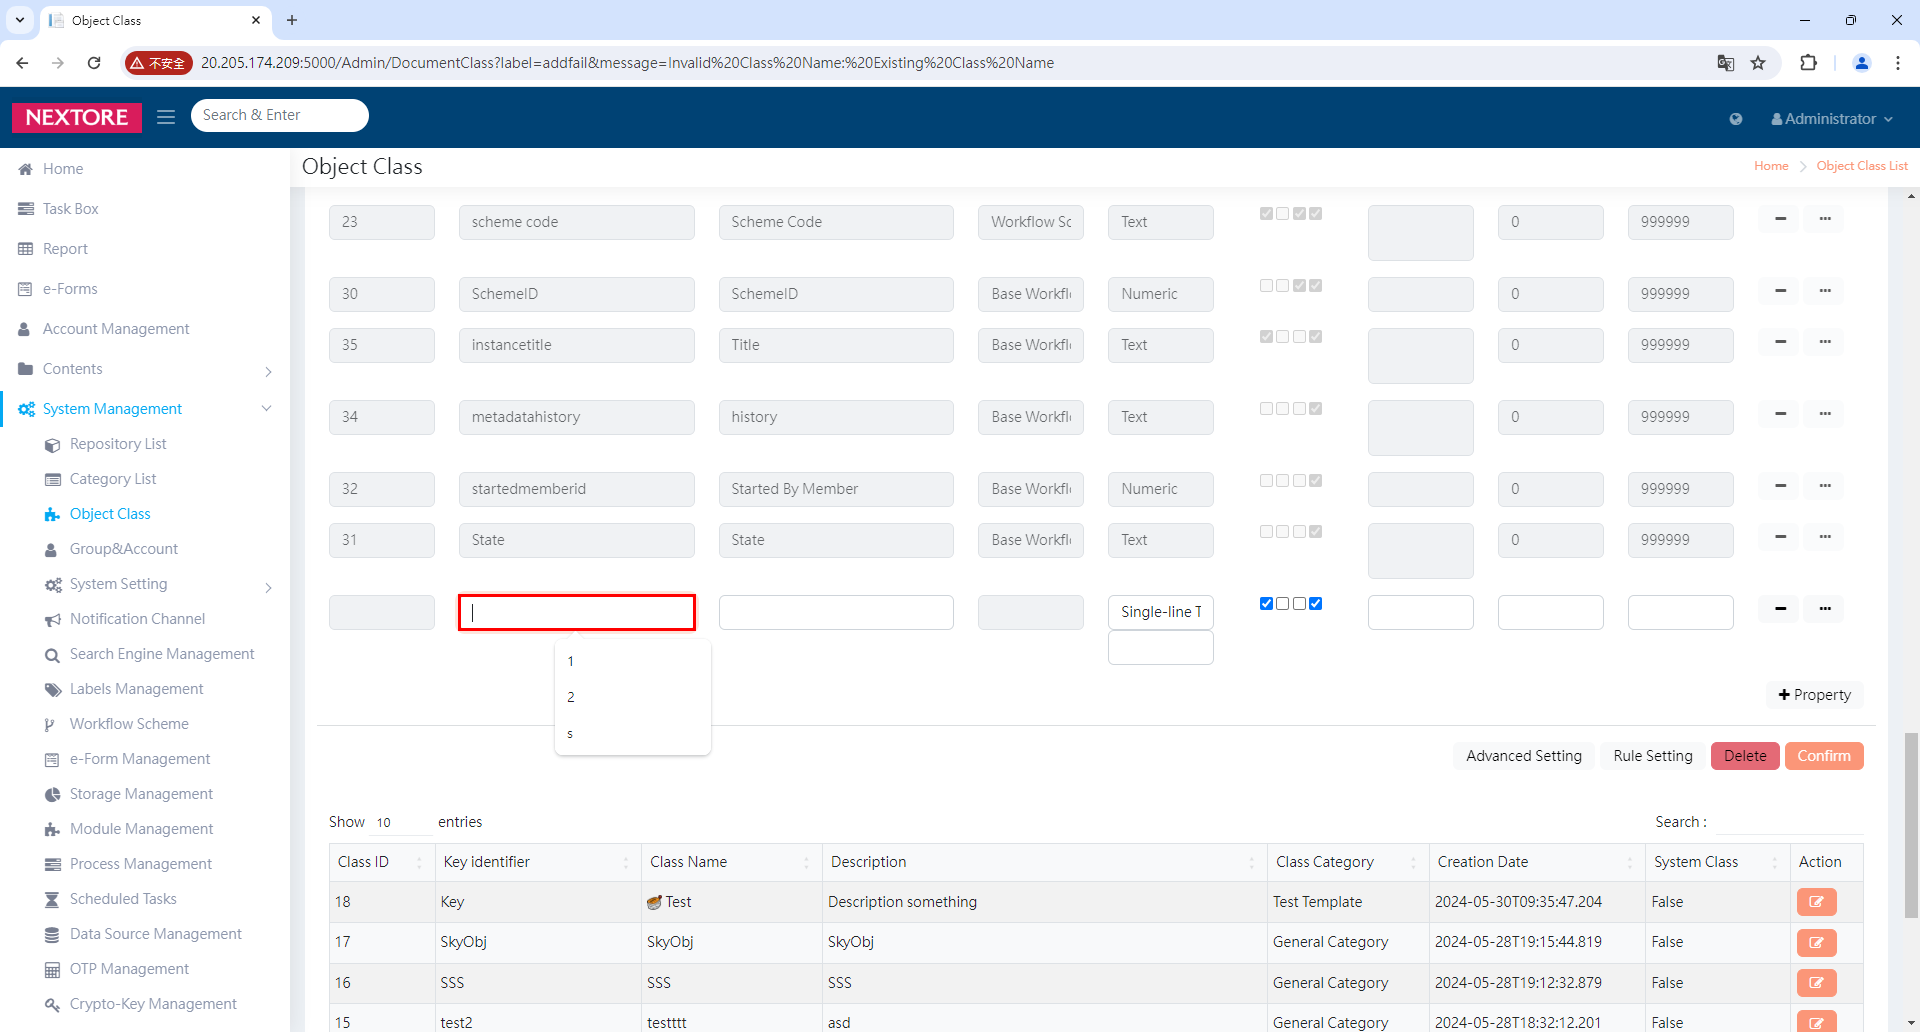 Object Class
不安全
20.205.174.209:5000/Admin/DocumentClass?label=addfail&message=Invalid%20Class%20Name:%20Existing%20Class%20Name
NEXTORE
Search & Enter
Administrator
Home
Task Box
Report
e-Forms
Account Management
Contents
System Management
Repository List
Category List
Object Class
Group&Account
System Setting
Notification Channel
Search Engine Management
Labels Management
Workflow Scheme
e-Form Management
Storage Management
Module Management
Process Management
Scheduled Tasks
Data Source Management
OTP Management
Crypto-Key Management
Object Class
Home > Object Class List
23 scheme code Scheme Code Workflow Sc Text 0 999999
30 SchemeID SchemeID Base Workfl Numeric 0 999999
35 instancetitle Title Base Workfl Text 0 999999
34 metadatahistory history Base Workfl Text 0 999999
32 startedmemberid Started By Member Base Workfl Numeric 0 999999
31 State State Base Workfl Text 0 999999
Single-line T
1
2
s
+ Property
Advanced Setting Rule Setting Delete Confirm
Show 10 entries Search :
Class ID Key identifier Class Name Description Class Category Creation Date System Class Action
18 Key Test Description something Test Template 2024-05-30T09:35:47.204 False
17 SkyObj SkyObj SkyObj General Category 2024-05-28T19:15:44.819 False
16 SSS SSS SSS General Category 2024-05-28T19:12:32.879 False
15 test2 testttt asd General Category 2024-05-28T18:32:12.201 False